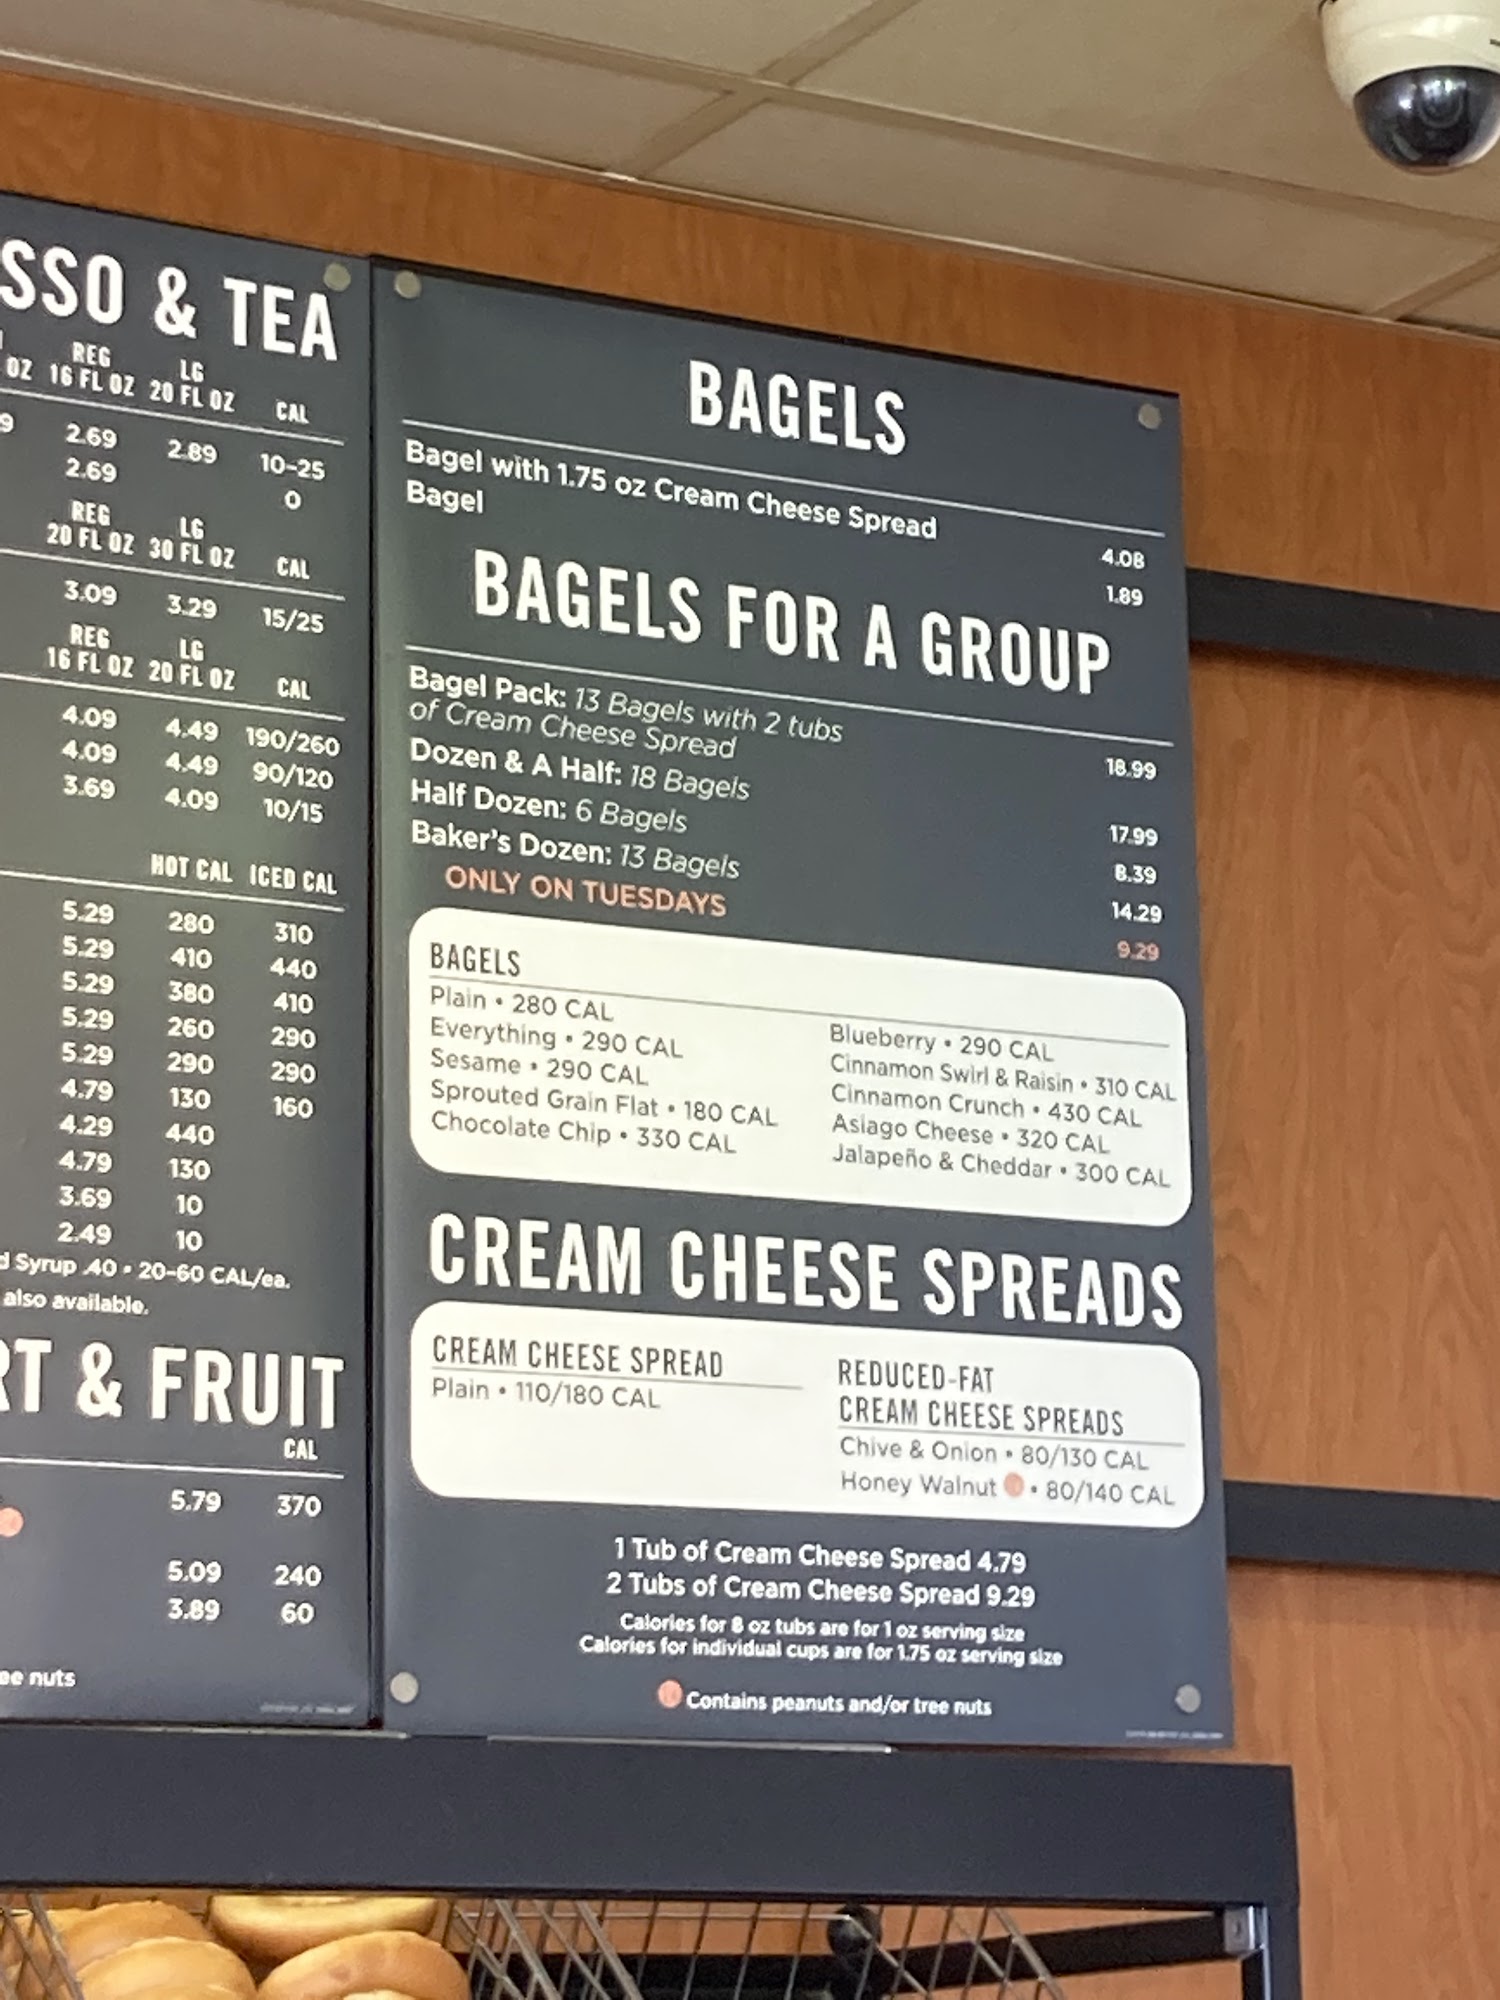 SSO & TEA
OZ
REG
16 FL OZ
LG
20 FL OZ
CAL
9 2.69 2.89 10-25
2.69 0
REG
20 FL OZ
LG
30 FL OZ
CAL
3.09 3.29 15/25
REG
16 FL OZ
LG
20 FL OZ
CAL
4.09 4.49 190/260
4.09 4.49 90/120
3.69 4.09 10/15
HOT CAL ICED CAL
5.29 280 310
5.29 410 440
5.29 380 410
5.29 260 290
5.29 290 290
4.79 130 160
4.29 440
4.79 130
3.69 10
2.49 10
d Syrup .40 • 20-60 CAL/ea.
also available.
RT & FRUIT
CAL
5.79 370
5.09 240
3.89 60
ee nuts
BAGELS
Bagel with 1.75 oz Cream Cheese Spread 4.08
Bagel 1.89
BAGELS FOR A GROUP
Bagel Pack: 13 Bagels with 2 tubs
of Cream Cheese Spread 18.99
Dozen & A Half: 18 Bagels 17.99
Half Dozen: 6 Bagels 8.39
Baker's Dozen: 13 Bagels 14.29
ONLY ON TUESDAYS 9.29
BAGELS
Plain • 280 CAL
Everything • 290 CAL
Sesame • 290 CAL
Sprouted Grain Flat • 180 CAL
Chocolate Chip • 330 CAL
Blueberry • 290 CAL
Cinnamon Swirl & Raisin • 310 CAL
Cinnamon Crunch • 430 CAL
Asiago Cheese • 320 CAL
Jalapeño & Cheddar • 300 CAL
CREAM CHEESE SPREADS
CREAM CHEESE SPREAD
Plain • 110/180 CAL
REDUCED-FAT
CREAM CHEESE SPREADS
Chive & Onion • 80/130 CAL
Honey Walnut • 80/140 CAL
1 Tub of Cream Cheese Spread 4.79
2 Tubs of Cream Cheese Spread 9.29
Calories for 8 oz tubs are for 1 oz serving size
Calories for individual cups are for 1.75 oz serving size
Contains peanuts and/or tree nuts